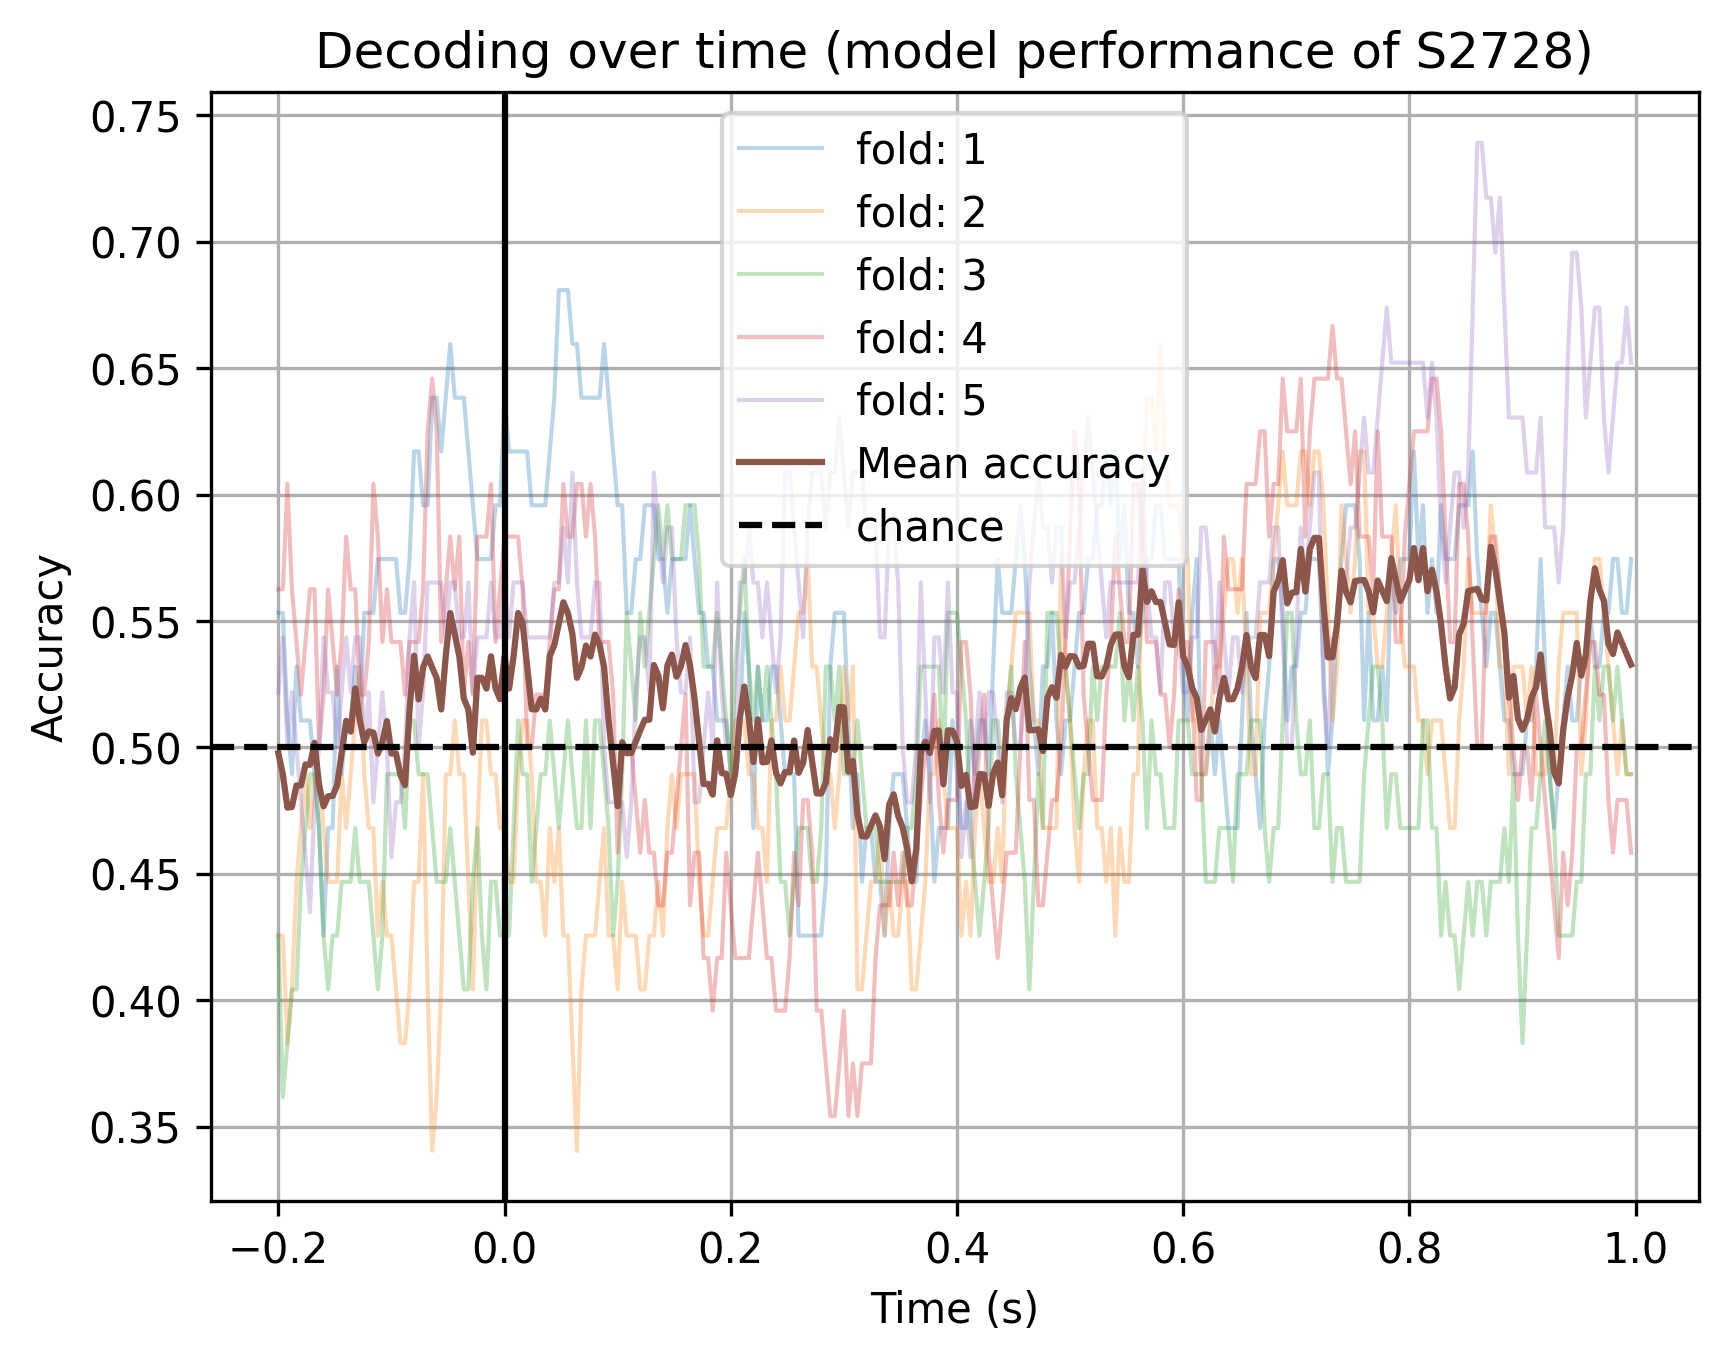 Decoding over time (model performance of S2728)
0.75
0.70
0.65
0.60
0.55
0.50
0.45
0.40
0.35
Accuracy
fold: 1
fold: 2
fold: 3
fold: 4
fold: 5
Mean accuracy
chance
−0.2 0.0 0.2 0.4 0.6 0.8 1.0
Time (s)